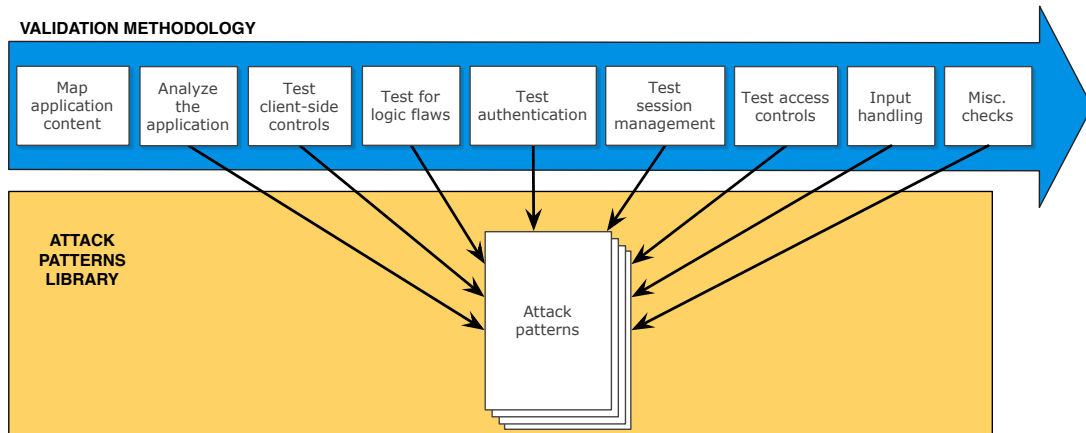 VALIDATION METHODOLOGY
Map
application
content
Analyze
the
application
Test
client-side
controls
Test for
logic flaws
Test
authentication
Test
session
management
Test access
controls
Input
handling
Misc.
checks
ATTACK
PATTERNS
LIBRARY
Attack
patterns